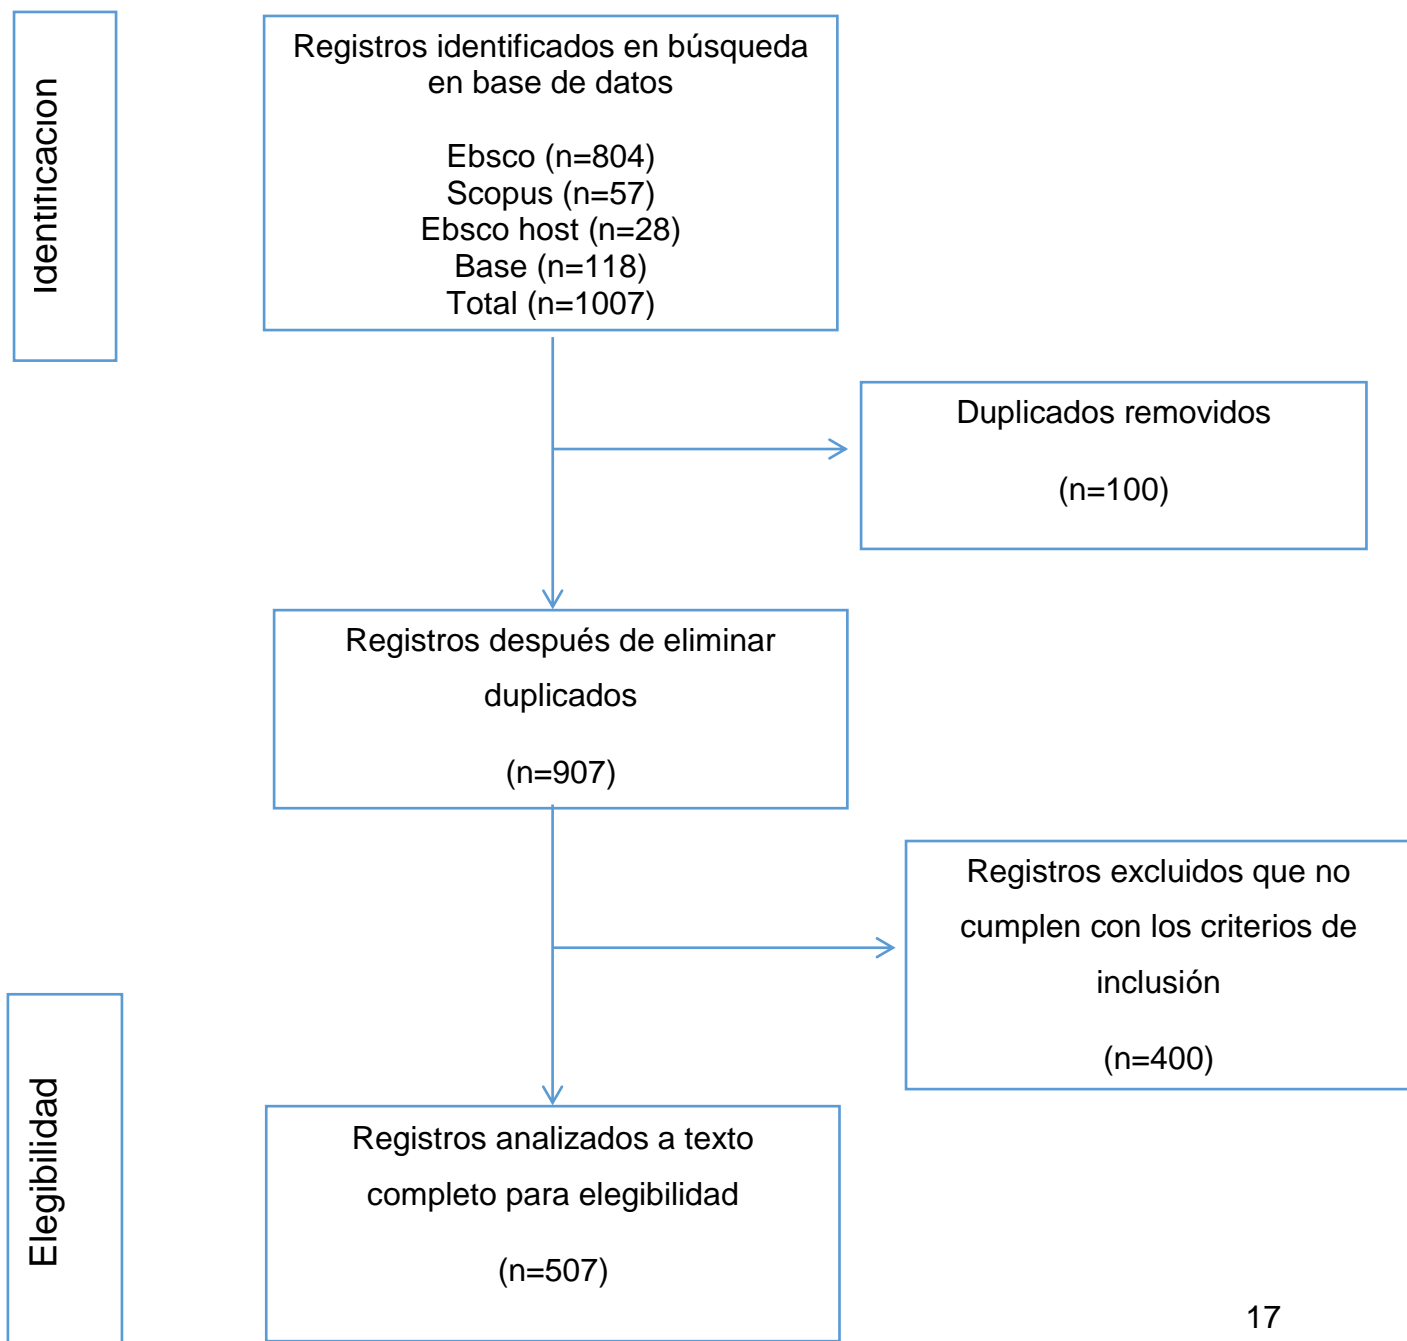 Identificacion
Registros identificados en búsqueda
en base de datos
Ebsco (n=804)
Scopus (n=57)
Ebsco host (n=28)
Base (n=118)
Total (n=1007)
Duplicados removidos
(n=100)
Registros después de eliminar
duplicados
(n=907)
Registros excluidos que no
cumplen con los criterios de
inclusión
(n=400)
Elegibilidad
Registros analizados a texto
completo para elegibilidad
(n=507)
17